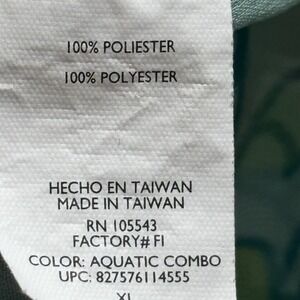 100% POLIESTER
100% POLYESTER
HECHO EN TAIWAN
MADE IN TAIWAN
RN 105543
FACTORY# FI
COLOR: AQUATIC COMBO
UPC: 827576114555
XL